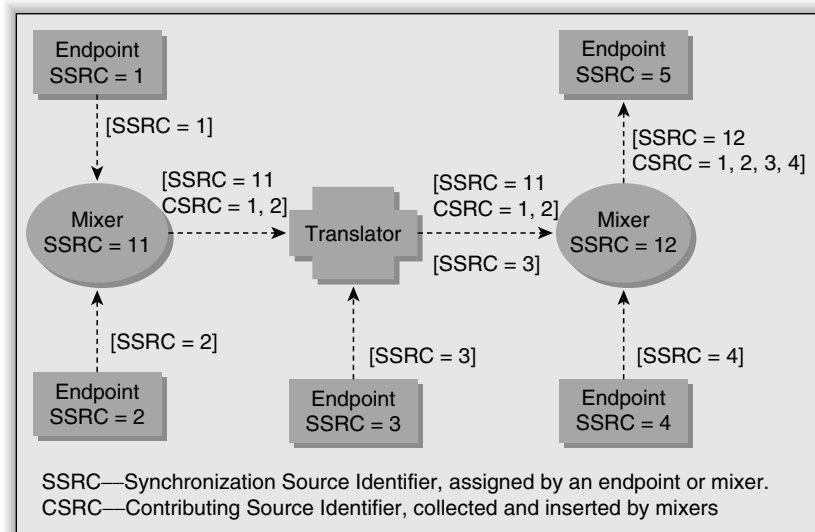 Endpoint
SSRC = 1
Endpoint
SSRC = 5
[SSRC = 1]
[SSRC = 12
CSRC = 1, 2, 3, 4]
[SSRC = 11
CSRC = 1, 2]
[SSRC = 11
CSRC = 1, 2]
Mixer
SSRC = 11
Translator
Mixer
SSRC = 12
[SSRC = 3]
[SSRC = 2]
[SSRC = 3]
[SSRC = 4]
Endpoint
SSRC = 2
Endpoint
SSRC = 3
Endpoint
SSRC = 4
SSRC—Synchronization Source Identifier, assigned by an endpoint or mixer.
CSRC—Contributing Source Identifier, collected and inserted by mixers